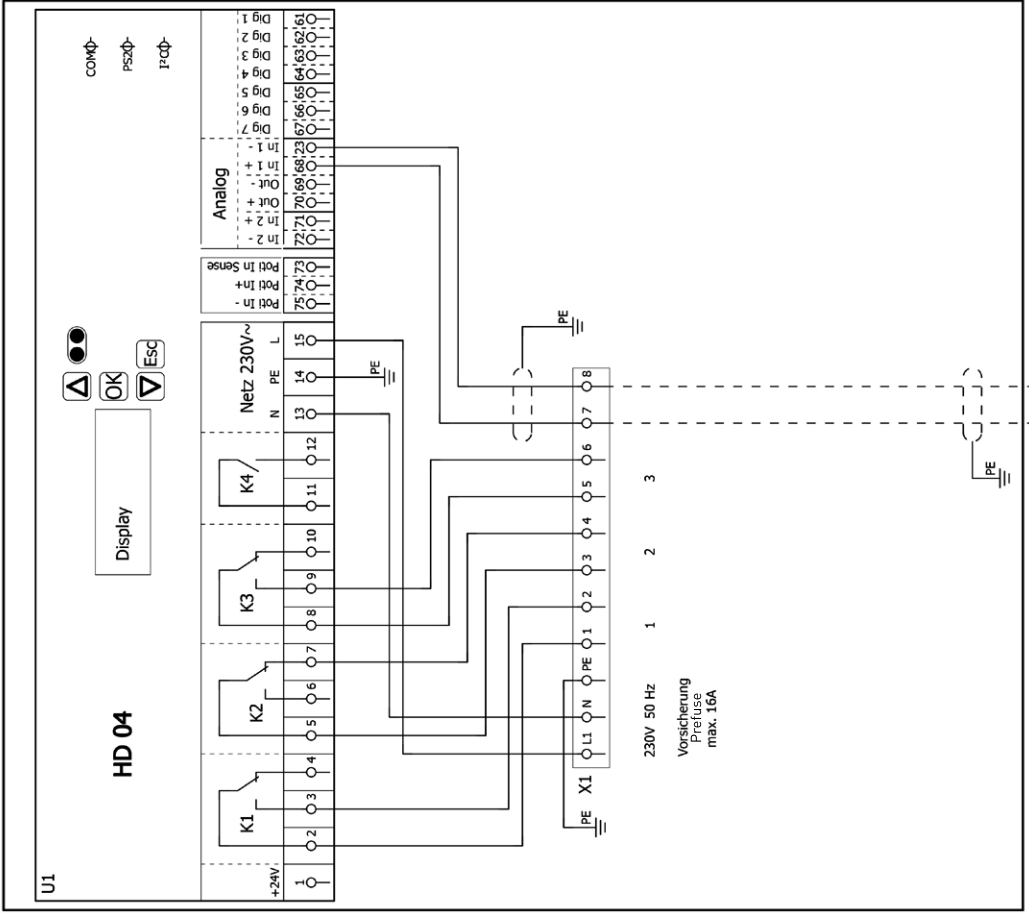 U1
HD 04
Display
OK
Esc
COM
PS2
I²C
+24V
K1
K2
K3
K4
Netz 230V~
N
PE
L
Poti In -
Poti In+
Poti In Sense
Analog
In 2 -
In 2 +
Out +
Out -
In 1 +
In 1 -
Dig 7
Dig 6
Dig 5
Dig 4
Dig 3
Dig 2
Dig 1
1
2
3
4
5
6
7
8
9
10
11
12
13
14
15
75
74
73
72
71
70
69
68
23
67
66
65
64
63
62
61
PE
PE
PE
PE
X1
L1
N
PE
1
2
3
4
5
6
7
8
230V 50 Hz
1
2
3
Vorsicherung
Prefuse
max. 16A